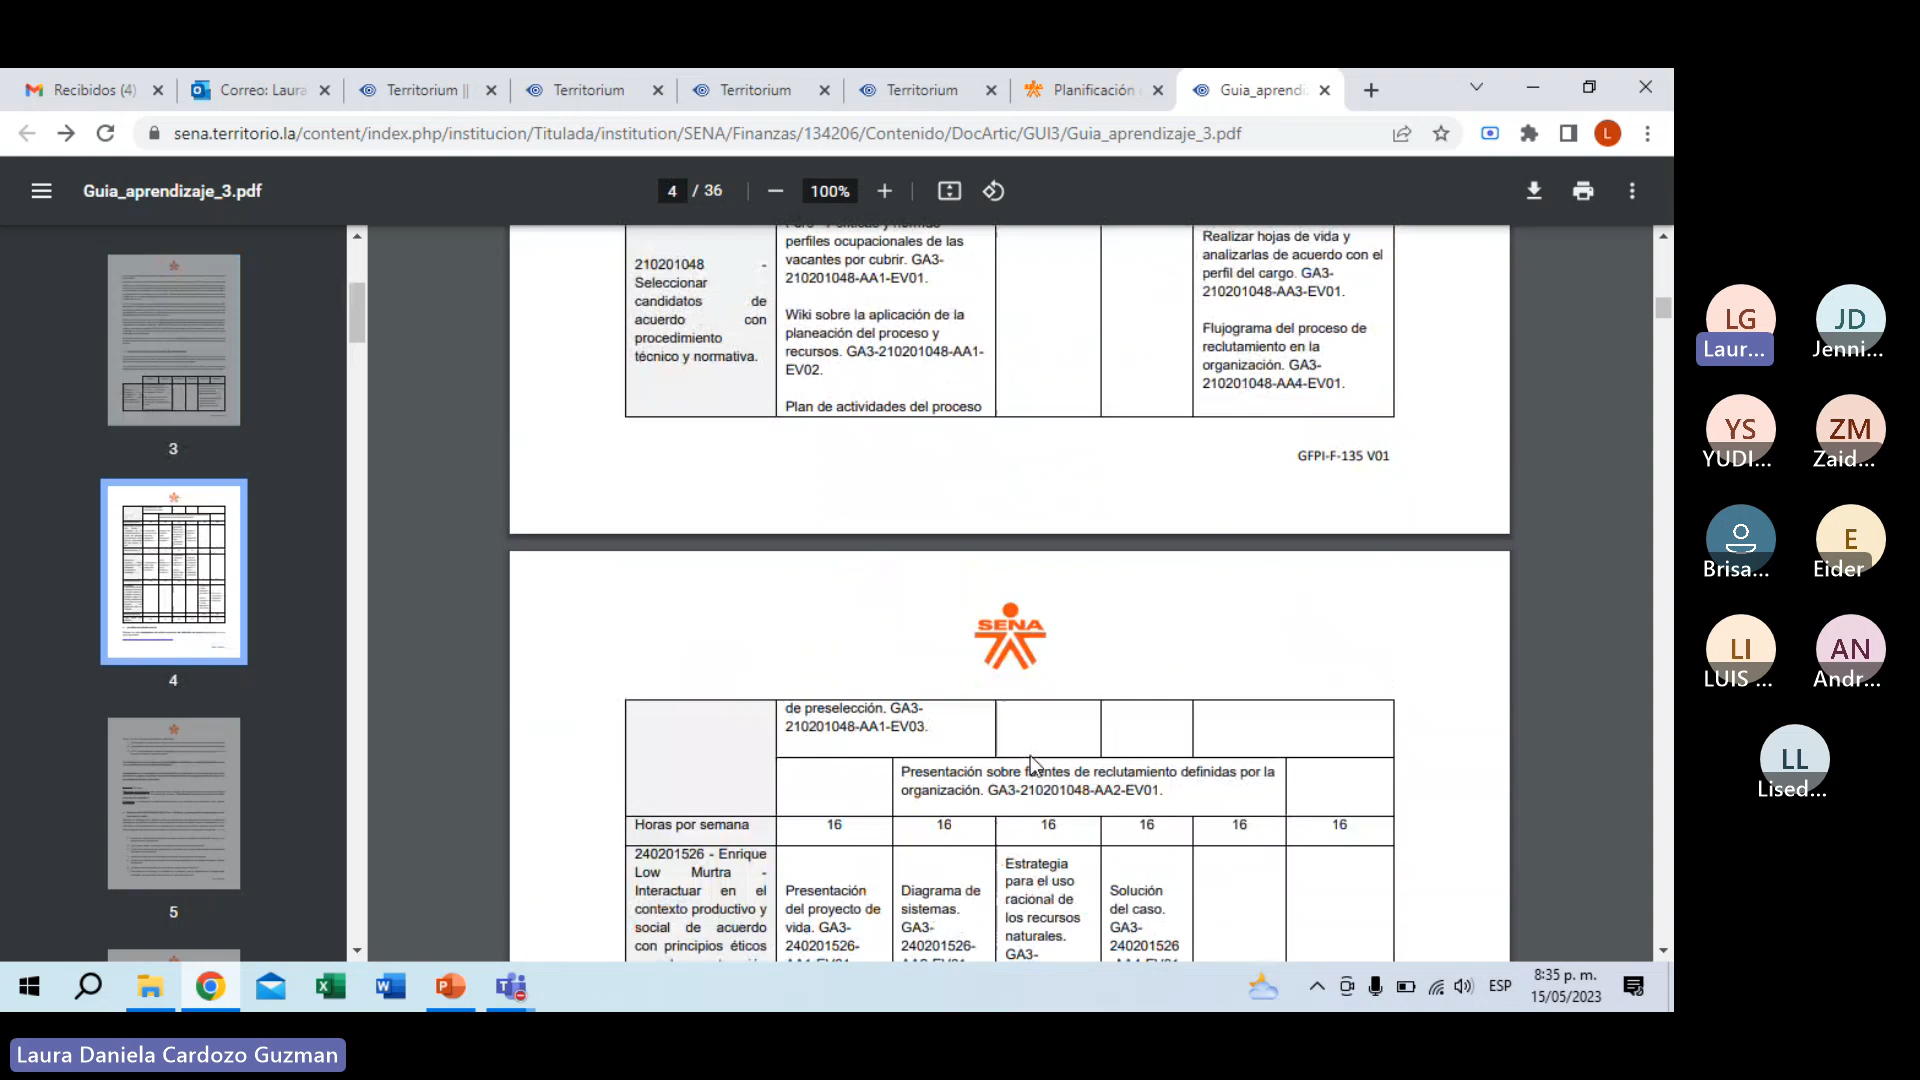 Recibidos (4)
Correo: Laura
Territorium ||
Territorium
Territorium
Territorium
Planificación
Guia_aprendi
sena.territorio.la/content/index.php/institucion/Titulada/institution/SENA/Finanzas/134206/Contenido/DocArtic/GUI3/Guia_aprendizaje_3.pdf
L
Guia_aprendizaje_3.pdf
4 / 36
100%
3
4
5
210201048 -
Seleccionar
candidatos de
acuerdo con
procedimiento
técnico y normativa.
perfiles ocupacionales de las
vacantes por cubrir. GA3-
210201048-AA1-EV01.
Wiki sobre la aplicación de la
planeación del proceso y
recursos. GA3-210201048-AA1-
EV02.
Plan de actividades del proceso
Realizar hojas de vida y
analizarlas de acuerdo con el
perfil del cargo. GA3-
210201048-AA3-EV01.
Flujograma del proceso de
reclutamiento en la
organización. GA3-
210201048-AA4-EV01.
GFPI-F-135 V01
SENA
de preselección. GA3-
210201048-AA1-EV03.
Presentación sobre fuentes de reclutamiento definidas por la
organización. GA3-210201048-AA2-EV01.
Horas por semana 16 16 16 16 16 16
240201526 - Enrique
Low Murtra -
Interactuar en el
contexto productivo y
social de acuerdo
con principios éticos
Presentación
del proyecto de
vida. GA3-
240201526-
Diagrama de
sistemas.
GA3-
240201526-
Estrategia
para el uso
racional de
los recursos
naturales.
GA3-
Solución
del caso.
GA3-
240201526
LG
Laur...
JD
Jenni...
YS
YUDI...
ZM
Zaid...
Brisa...
E
Eider
LI
LUIS ...
AN
Andr...
LL
Lised...
ESP
8:35 p. m.
15/05/2023
Laura Daniela Cardozo Guzman